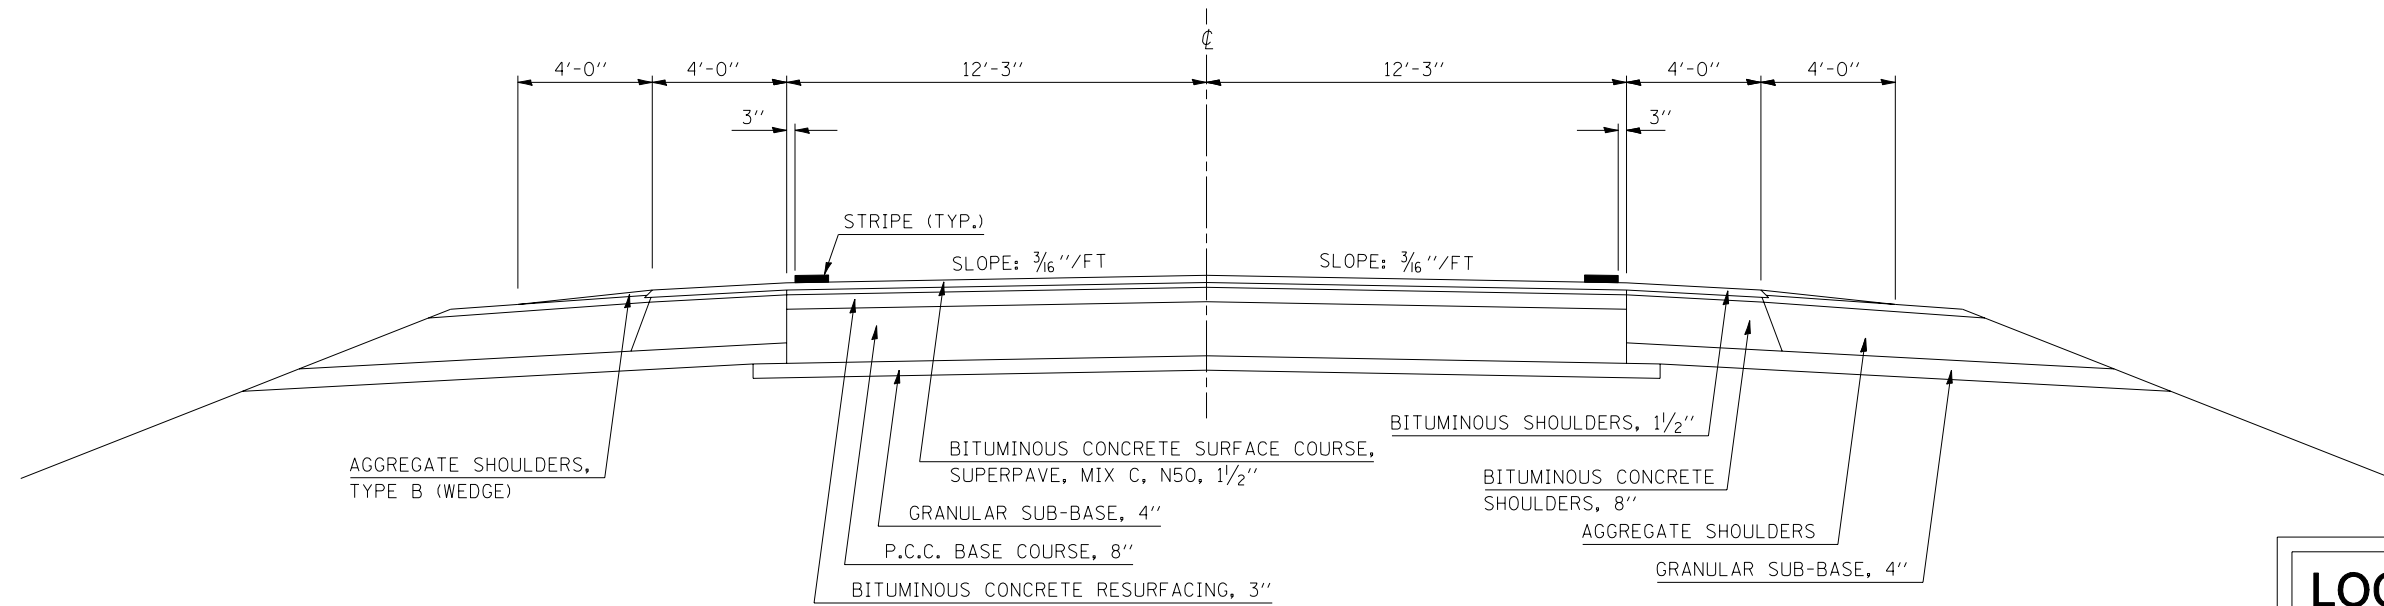 ℄
4'-0'' 4'-0'' 12'-3'' 12'-3'' 4'-0'' 4'-0''
3'' 3''
STRIPE (TYP.)
SLOPE: 3/16''/FT SLOPE: 3/16''/FT
BITUMINOUS SHOULDERS, 1 1/2''
BITUMINOUS CONCRETE SURFACE COURSE,
SUPERPAVE, MIX C, N50, 1 1/2''
AGGREGATE SHOULDERS,
TYPE B (WEDGE)
BITUMINOUS CONCRETE
SHOULDERS, 8''
GRANULAR SUB-BASE, 4''
AGGREGATE SHOULDERS
P.C.C. BASE COURSE, 8''
GRANULAR SUB-BASE, 4''
BITUMINOUS CONCRETE RESURFACING, 3''